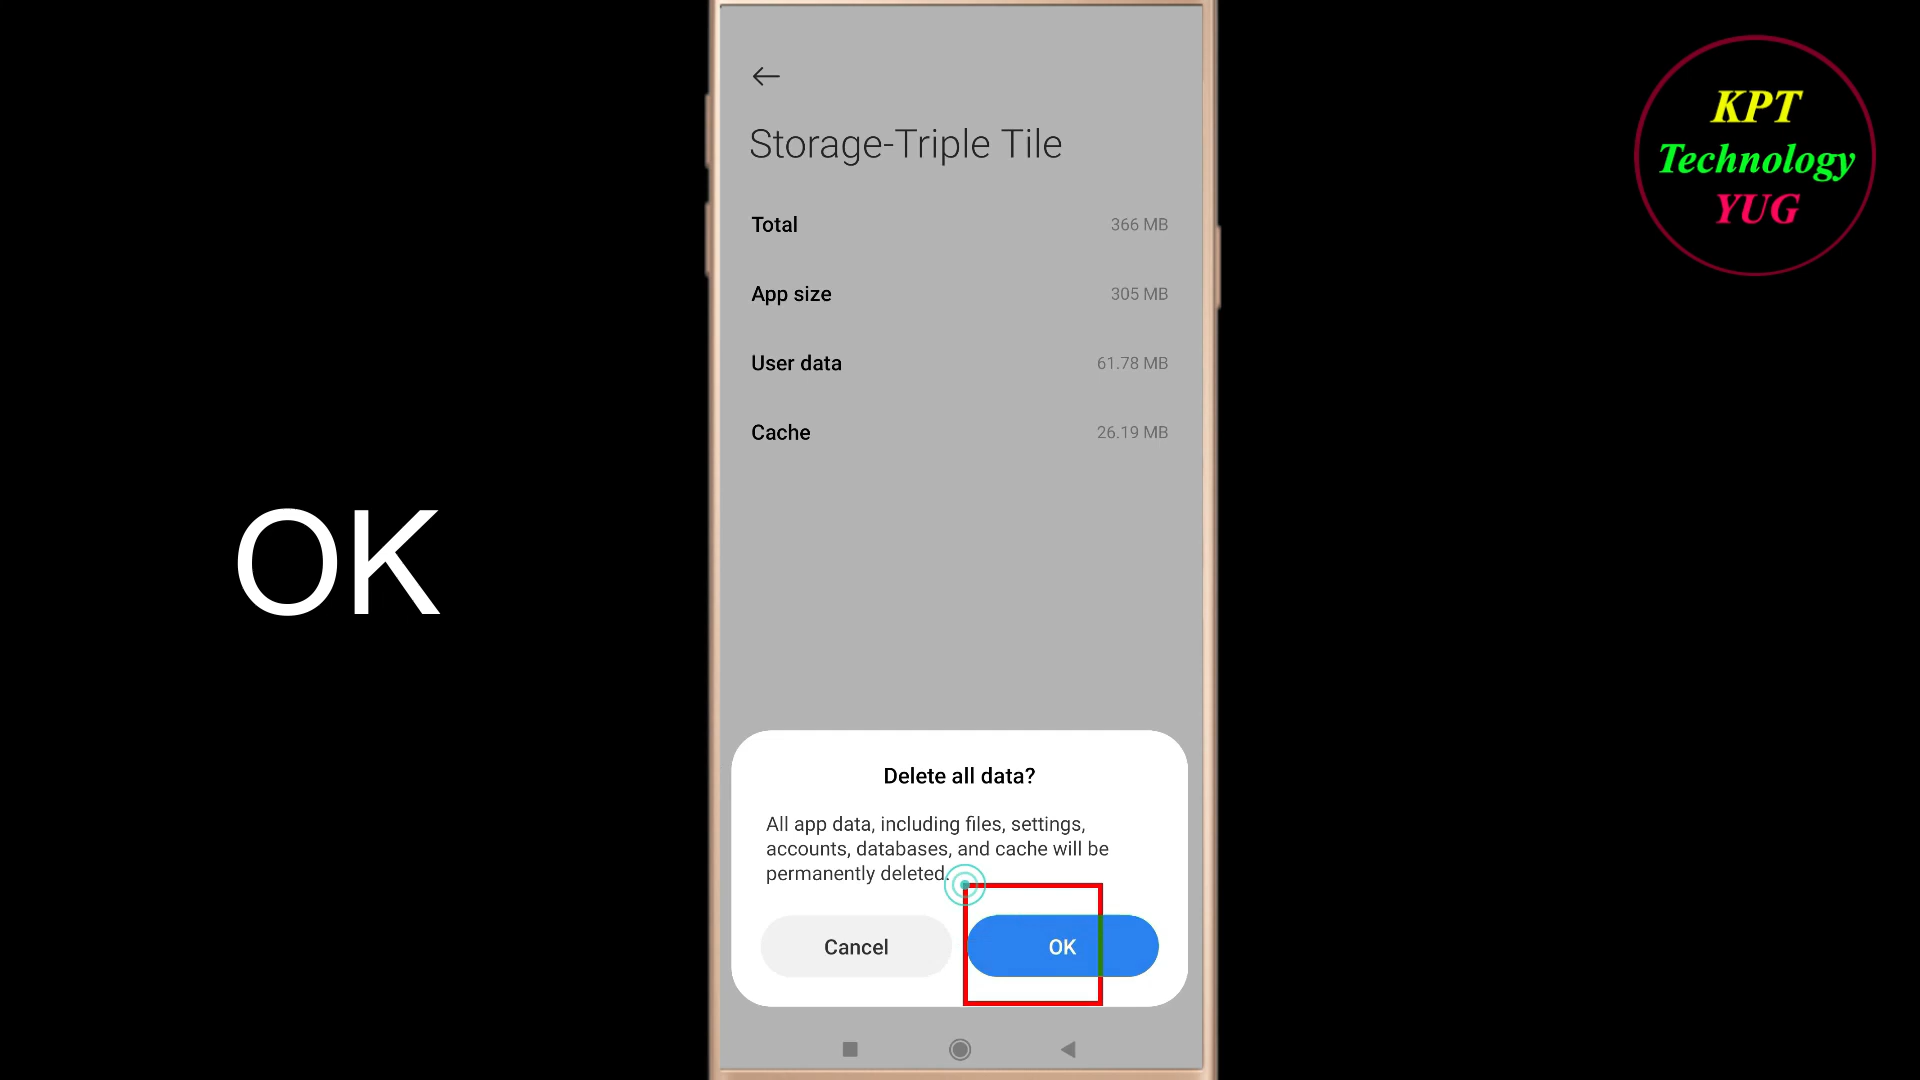 Storage-Triple Tile
Total 366 MB
App size 305 MB
User data 61.78 MB
Cache 26.19 MB
OK
Delete all data?
All app data, including files, settings,
accounts, databases, and cache will be
permanently deleted.
Cancel OK
KPT
Technology
YUG